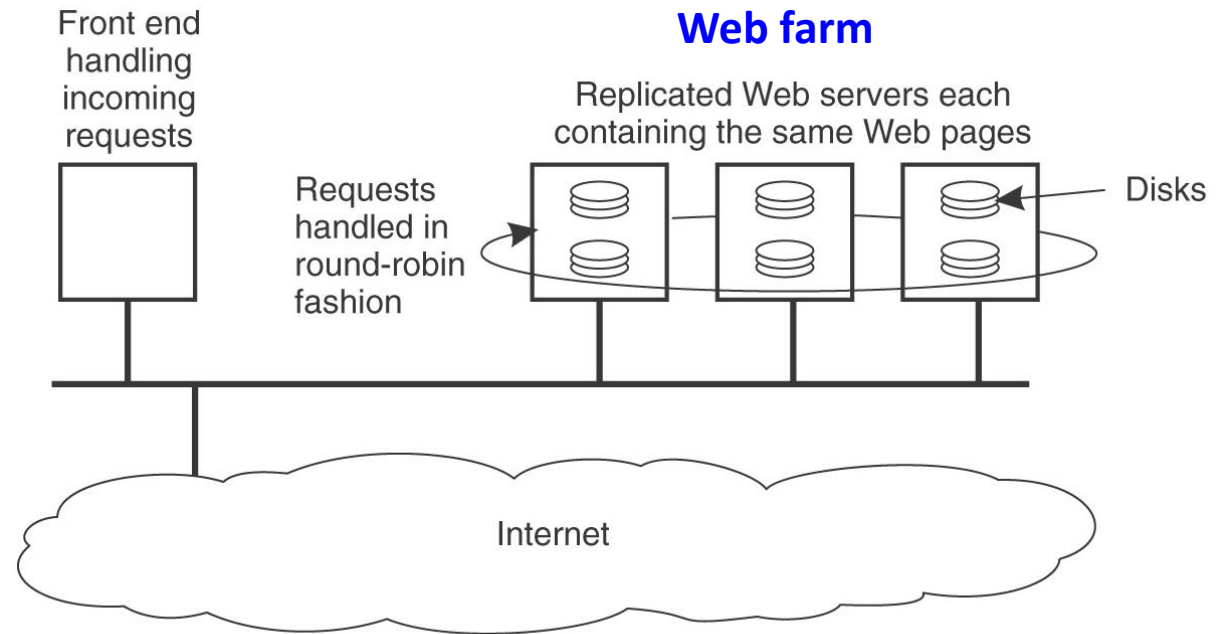 Front end
handling
incoming
requests
Web farm
Replicated Web servers each
containing the same Web pages
Requests
handled in
round-robin
fashion
Disks
Internet